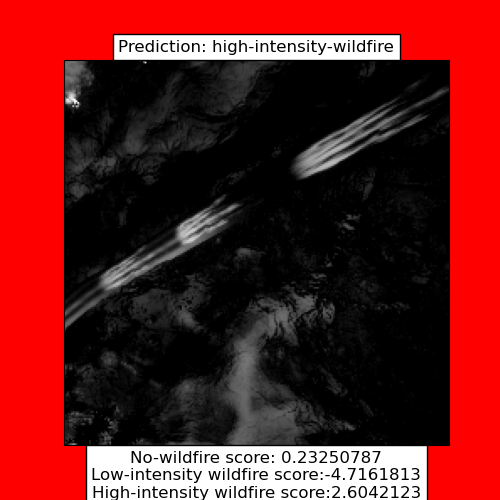 Prediction: high-intensity-wildfire
No-wildfire score: 0.23250787
Low-intensity wildfire score:-4.7161813
High-intensity wildfire score:2.6042123